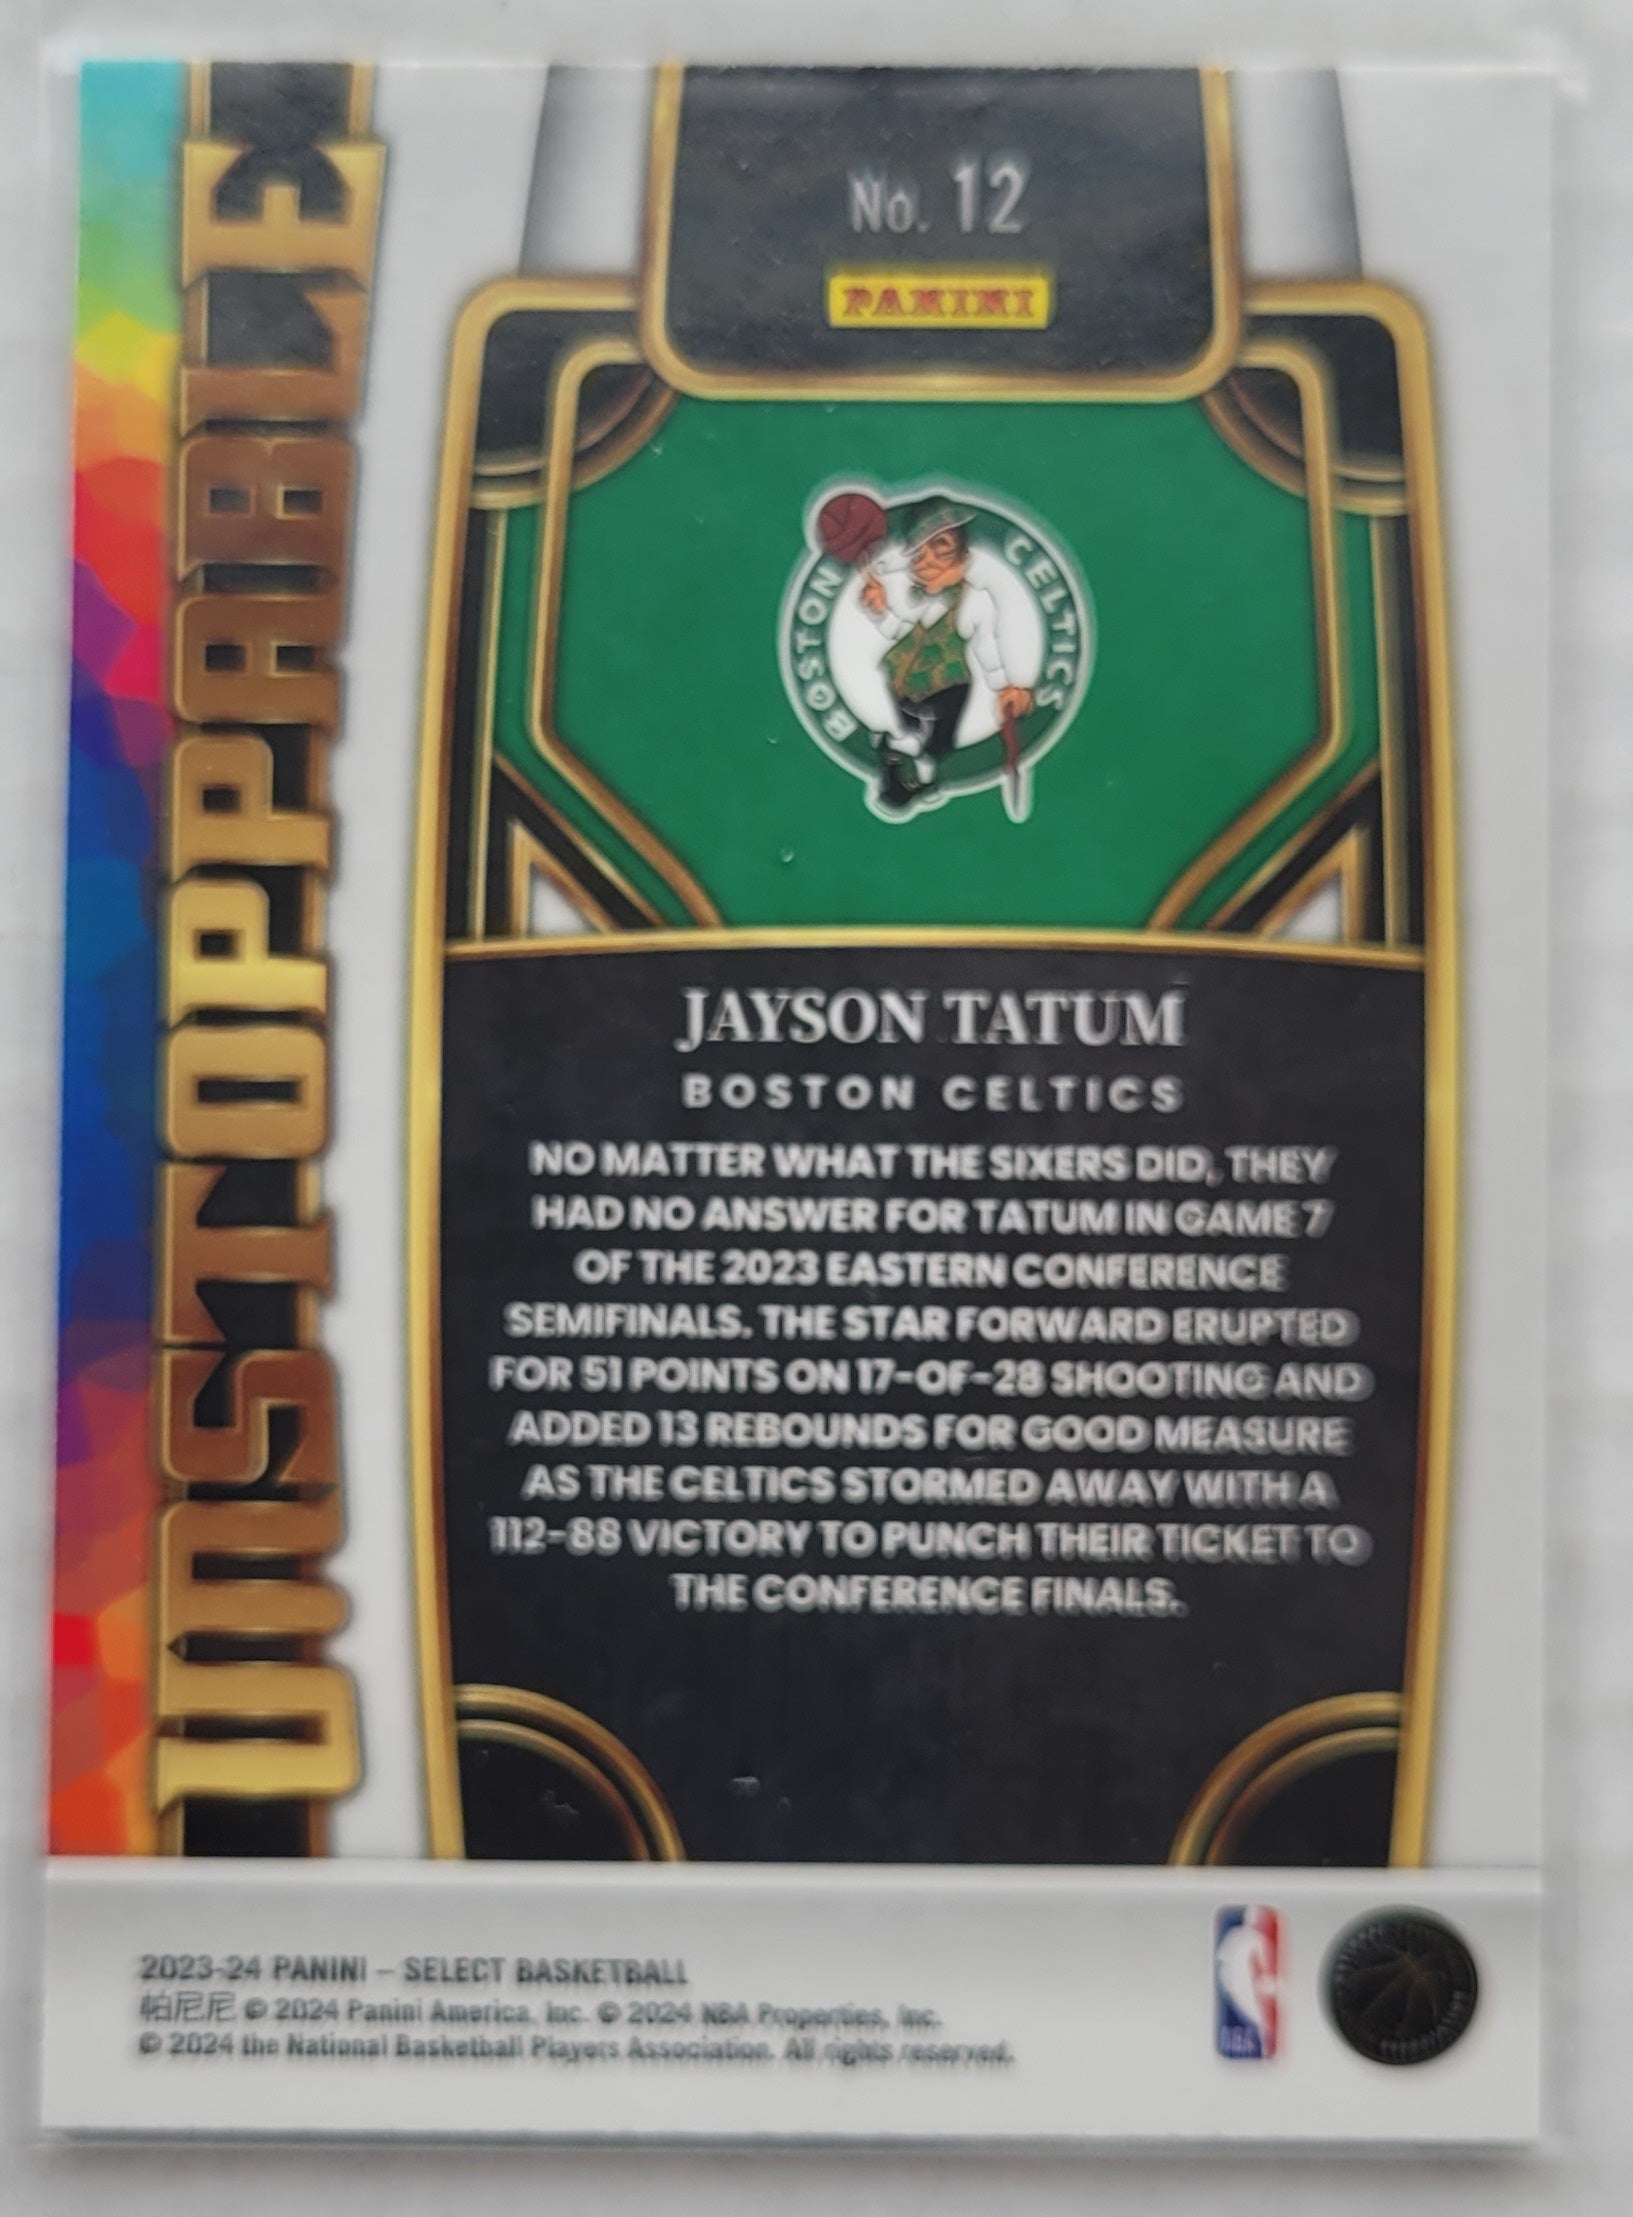 No. 12
PANINI
BOSTON CELTICS
UNSTOPPABLE
JAYSON TATUM
BOSTON CELTICS
NO MATTER WHAT THE SIXERS DID, THEY
HAD NO ANSWER FOR TATUM IN GAME 7
OF THE 2023 EASTERN CONFERENCE
SEMIFINALS. THE STAR FORWARD ERUPTED
FOR 51 POINTS ON 17-OF-28 SHOOTING AND
ADDED 13 REBOUNDS FOR GOOD MEASURE
AS THE CELTICS STORMED AWAY WITH A
112-88 VICTORY TO PUNCH THEIR TICKET TO
THE CONFERENCE FINALS.
2023-24 PANINI – SELECT BASKETBALL
帕尼尼 © 2024 Panini America, Inc. © 2024 NBA Properties, Inc.
© 2024 the National Basketball Players Association. All rights reserved.
NBA